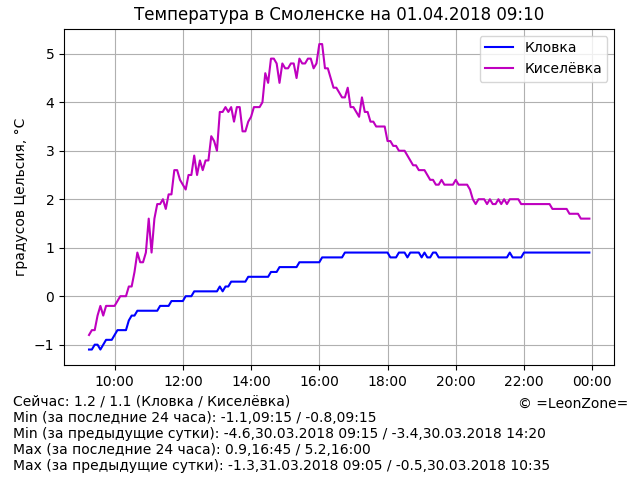 Температура в Смоленске на 01.04.2018 09:10
градусов Цельсия, °C
5
4
3
2
1
0
−1
Кловка
Киселёвка
10:00 12:00 14:00 16:00 18:00 20:00 22:00 00:00
Сейчас: 1.2 / 1.1 (Кловка / Киселёвка)
© =LeonZone=
Min (за последние 24 часа): -1.1,09:15 / -0.8,09:15
Min (за предыдущие сутки): -4.6,30.03.2018 09:15 / -3.4,30.03.2018 14:20
Max (за последние 24 часа): 0.9,16:45 / 5.2,16:00
Max (за предыдущие сутки): -1.3,31.03.2018 09:05 / -0.5,30.03.2018 10:35